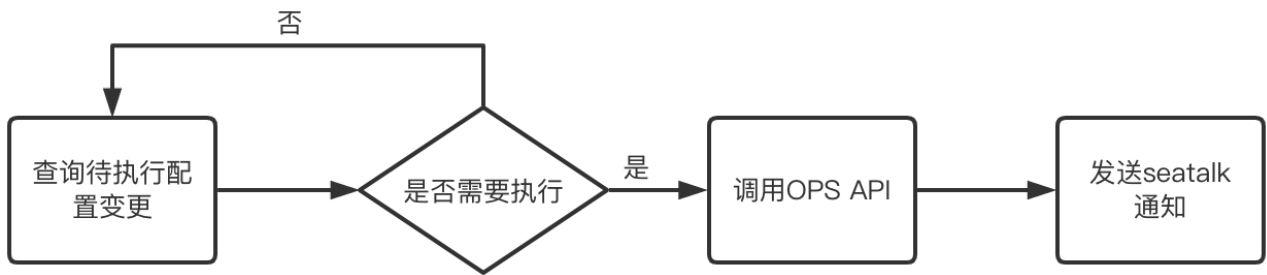 否
查询待执行配
置变更
是否需要执行
是
调用OPS API
发送seatalk
通知